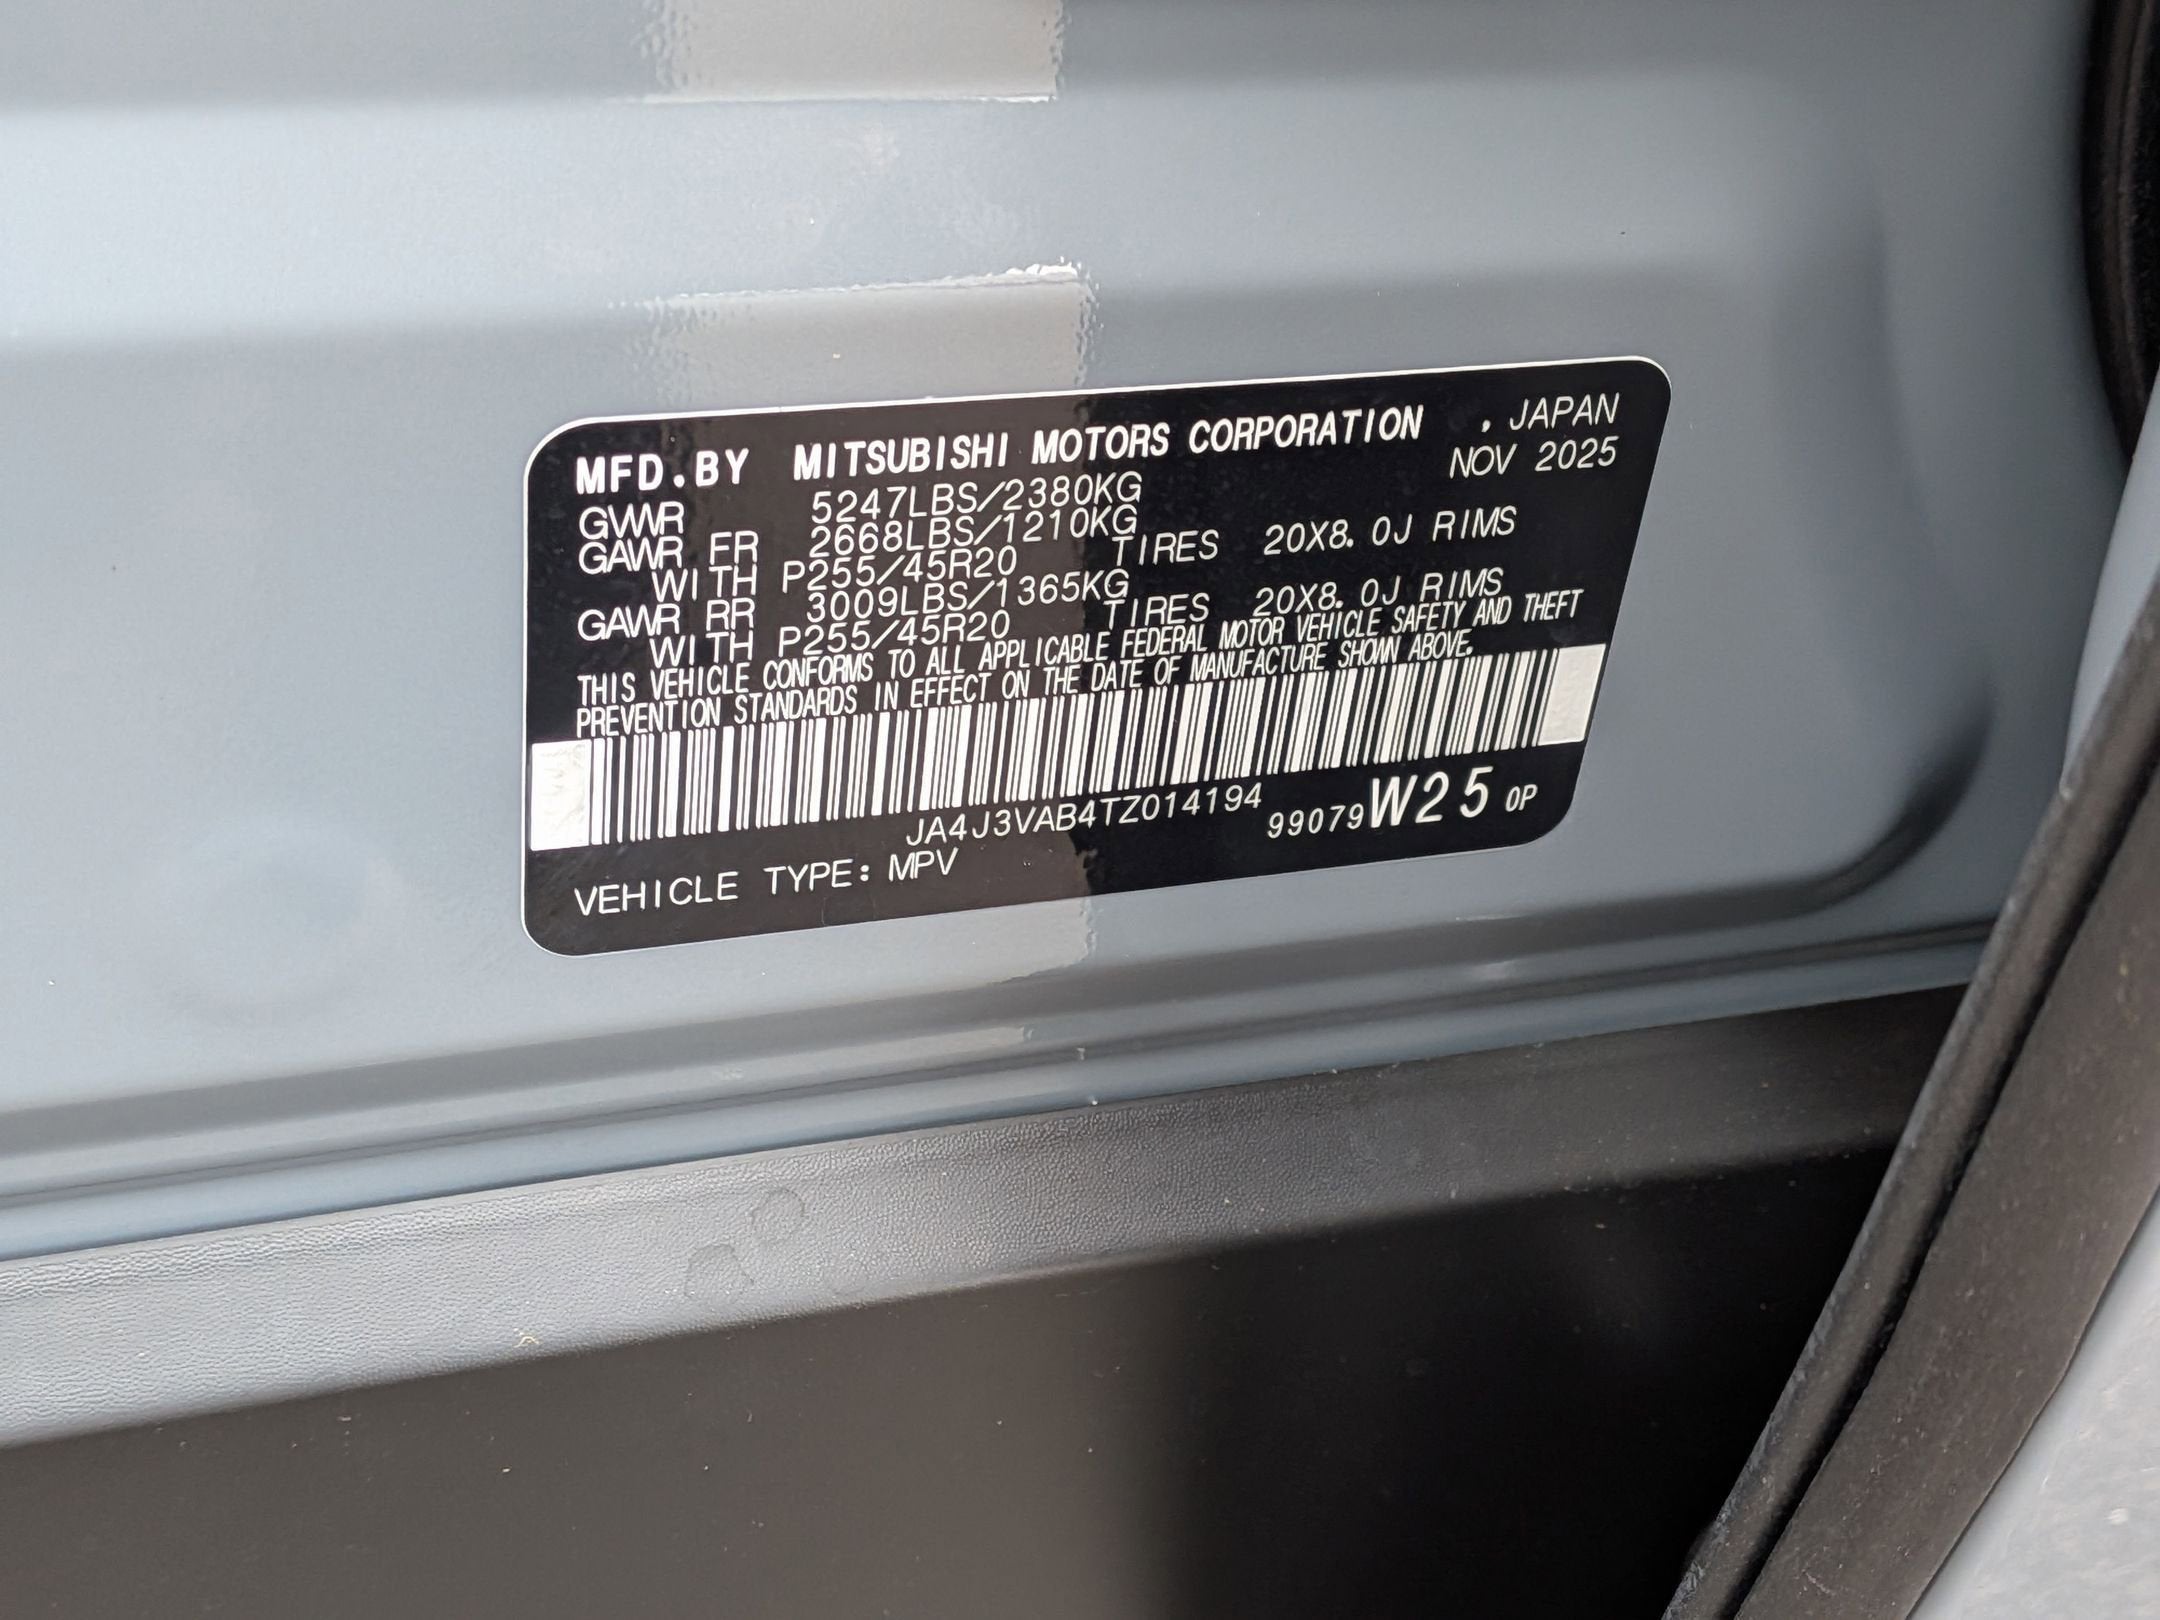 MFD.BY MITSUBISHI MOTORS CORPORATION , JAPAN
NOV 2025
GVWR 5247LBS/2380KG
GAWR FR 2668LBS/1210KG
WITH P255/45R20 TIRES 20X8.0J RIMS
GAWR RR 3009LBS/1365KG
WITH P255/45R20 TIRES 20X8.0J RIMS
THIS VEHICLE CONFORMS TO ALL APPLICABLE FEDERAL MOTOR VEHICLE SAFETY AND THEFT
PREVENTION STANDARDS IN EFFECT ON THE DATE OF MANUFACTURE SHOWN ABOVE.
JA4J3VAB4TZ014194 99079 W25 0P
VEHICLE TYPE: MPV